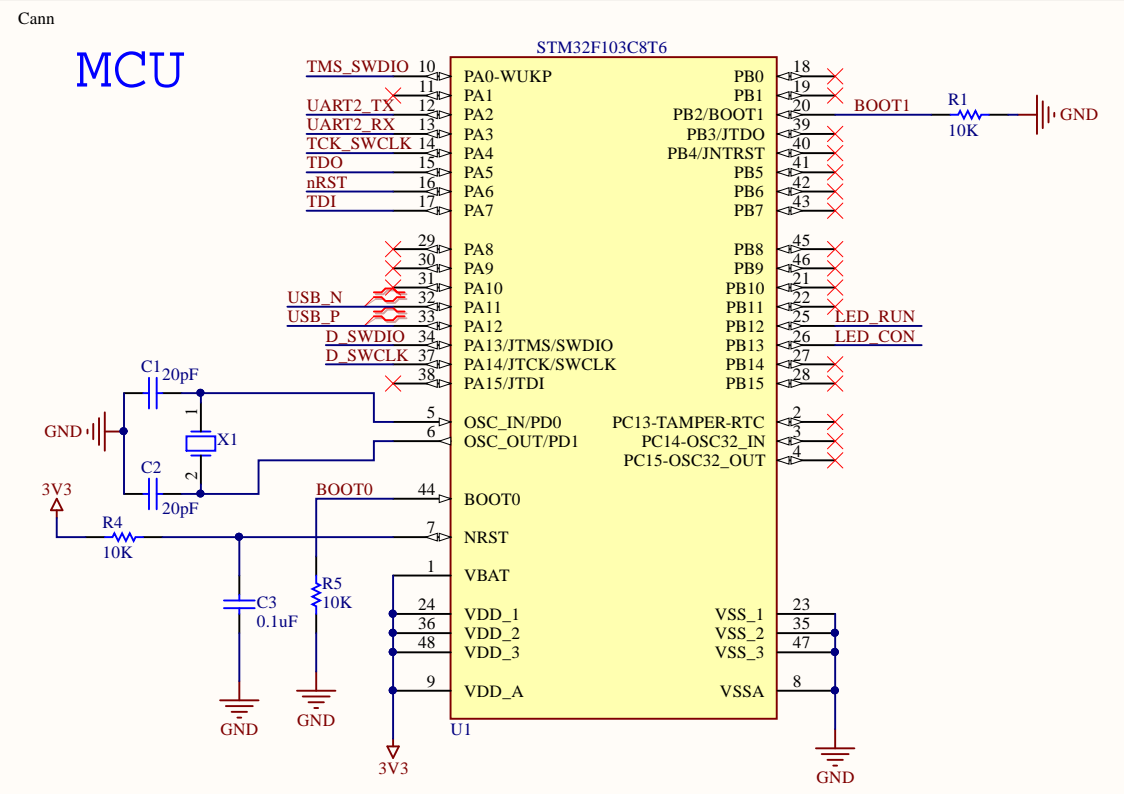 Cann
MCU
STM32F103C8T6
TMS_SWDIO 10 PA0-WUKP
11 PA1
UART2_TX 12 PA2
UART2_RX 13 PA3
TCK_SWCLK 14 PA4
TDO 15 PA5
nRST 16 PA6
TDI 17 PA7
29 PA8
30 PA9
31 PA10
USB_N 32 PA11
USB_P 33 PA12
D_SWDIO 34 PA13/JTMS/SWDIO
D_SWCLK 37 PA14/JTCK/SWCLK
38 PA15/JTDI
5 OSC_IN/PD0
6 OSC_OUT/PD1
BOOT0 44 BOOT0
7 NRST
1 VBAT
24 VDD_1
36 VDD_2
48 VDD_3
9 VDD_A
PB0 18
PB1 19
PB2/BOOT1 20 BOOT1
PB3/JTDO 39
PB4/JNTRST 40
PB5 41
PB6 42
PB7 43
PB8 45
PB9 46
PB10 21
PB11 22
PB12 25 LED_RUN
PB13 26 LED_CON
PB14 27
PB15 28
PC13-TAMPER-RTC 2
PC14-OSC32_IN 3
PC15-OSC32_OUT 4
VSS_1 23
VSS_2 35
VSS_3 47
VSSA 8
R1
10K
GND
C1 20pF
1
GND
X1
2
C2
20pF
3V3
R4
10K
C3
0.1uF
R5
10K
GND
GND
U1
3V3
GND